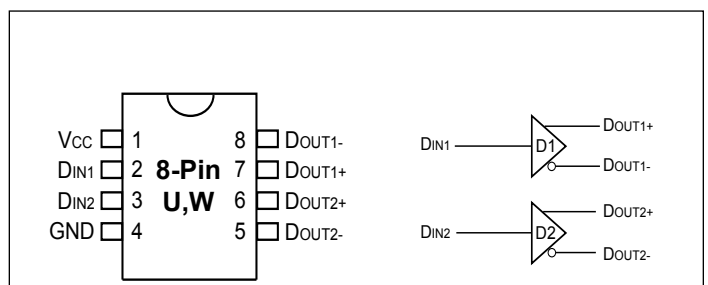 VCC 1 8 DOUT1-
DIN1 2 8-Pin 7 DOUT1+
DIN2 3 U,W 6 DOUT2+
GND 4 5 DOUT2-
DIN1 D1 DOUT1+
DOUT1-
DIN2 D2 DOUT2+
DOUT2-